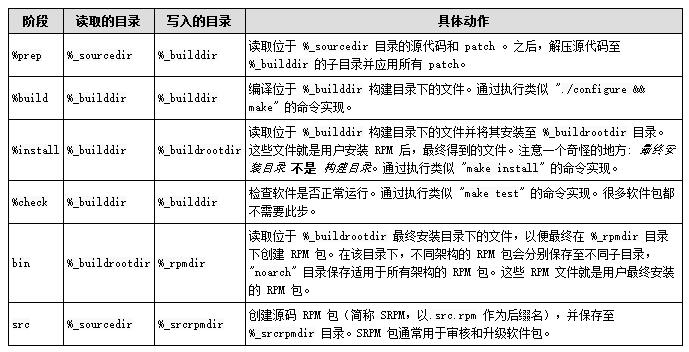 阶段 读取的目录 写入的目录 具体动作
%prep %_sourcedir %_builddir 读取位于 %_sourcedir 目录的源代码和 patch 。之后，解压源代码至
%_builddir 的子目录并应用所有 patch。
%build %_builddir %_builddir 编译位于 %_builddir 构建目录下的文件。通过执行类似 "./configure &&
make" 的命令实现。
%install %_builddir %_buildrootdir 读取位于 %_builddir 构建目录下的文件并将其安装至 %_buildrootdir 目录。
这些文件就是用户安装 RPM 后，最终得到的文件。注意一个奇怪的地方: 最终安
装目录 不是 构建目录。通过执行类似 "make install" 的命令实现。
%check %_builddir %_builddir 检查软件是否正常运行。通过执行类似 "make test" 的命令实现。很多软件包都
不需要此步。
bin %_buildrootdir %_rpmdir 读取位于 %_buildrootdir 最终安装目录下的文件，以便最终在 %_rpmdir 目录
下创建 RPM 包。在该目录下，不同架构的 RPM 包会分别保存至不同子目录，
"noarch" 目录保存适用于所有架构的 RPM 包。这些 RPM 文件就是用户最终安装
的 RPM 包。
src %_sourcedir %_srcrpmdir 创建源码 RPM 包（简称 SRPM，以.src.rpm 作为后缀名），并保存至
%_srcrpmdir 目录。SRPM 包通常用于审核和升级软件包。